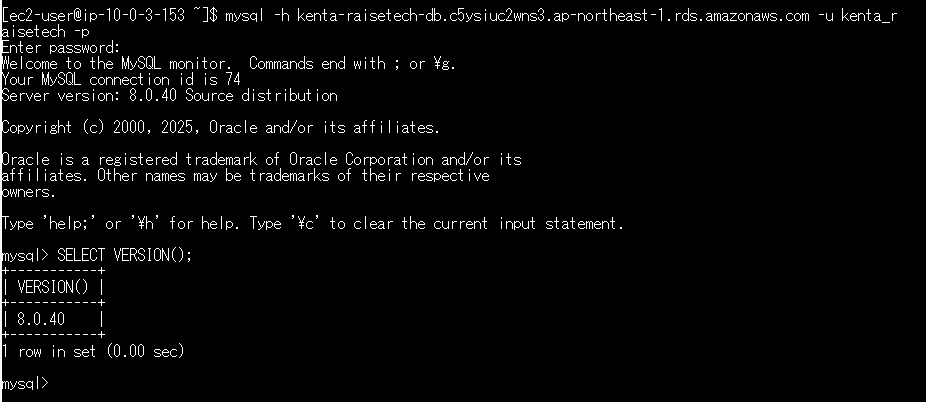 [ec2-user@ip-10-0-3-153 ~]$ mysql -h kenta-raisetech-db.c5ysiuc2wns3.ap-northeast-1.rds.amazonaws.com -u kenta_r
aisetech -p
Enter password:
Welcome to the MySQL monitor.  Commands end with ; or ¥g.
Your MySQL connection id is 74
Server version: 8.0.40 Source distribution

Copyright (c) 2000, 2025, Oracle and/or its affiliates.

Oracle is a registered trademark of Oracle Corporation and/or its
affiliates. Other names may be trademarks of their respective
owners.

Type 'help;' or '¥h' for help. Type '¥c' to clear the current input statement.

mysql> SELECT VERSION();
+-----------+
| VERSION() |
+-----------+
| 8.0.40    |
+-----------+
1 row in set (0.00 sec)

mysql>